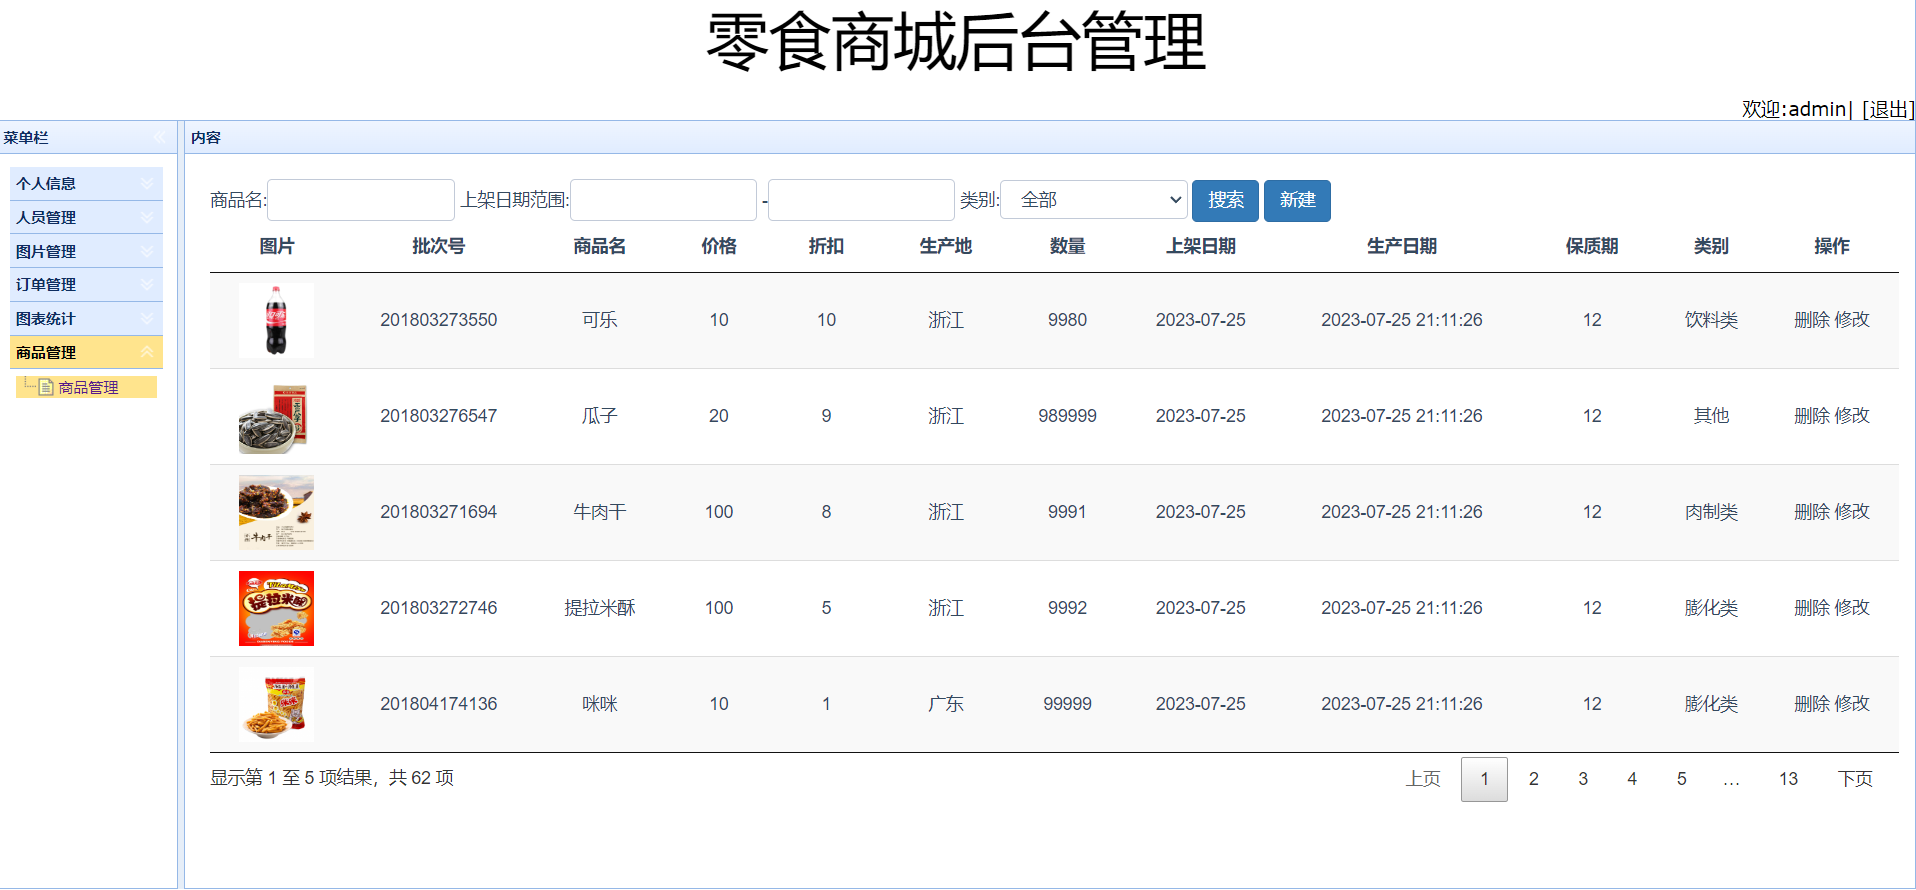 零食商城后台管理
欢迎:admin| [退出]
菜单栏
内容
个人信息
人员管理
图片管理
订单管理
图表统计
商品管理
商品管理
商品名: 上架日期范围: - 类别: 全部 搜索 新建
图片 批次号 商品名 价格 折扣 生产地 数量 上架日期 生产日期 保质期 类别 操作
201803273550 可乐 10 10 浙江 9980 2023-07-25 2023-07-25 21:11:26 12 饮料类 删除 修改
201803276547 瓜子 20 9 浙江 989999 2023-07-25 2023-07-25 21:11:26 12 其他 删除 修改
201803271694 牛肉干 100 8 浙江 9991 2023-07-25 2023-07-25 21:11:26 12 肉制类 删除 修改
牛肉干
201803272746 提拉米酥 100 5 浙江 9992 2023-07-25 2023-07-25 21:11:26 12 膨化类 删除 修改
提拉米酥
201804174136 咪咪 10 1 广东 99999 2023-07-25 2023-07-25 21:11:26 12 膨化类 删除 修改
咪咪
显示第 1 至 5 项结果，共 62 项
上页 1 2 3 4 5 … 13 下页